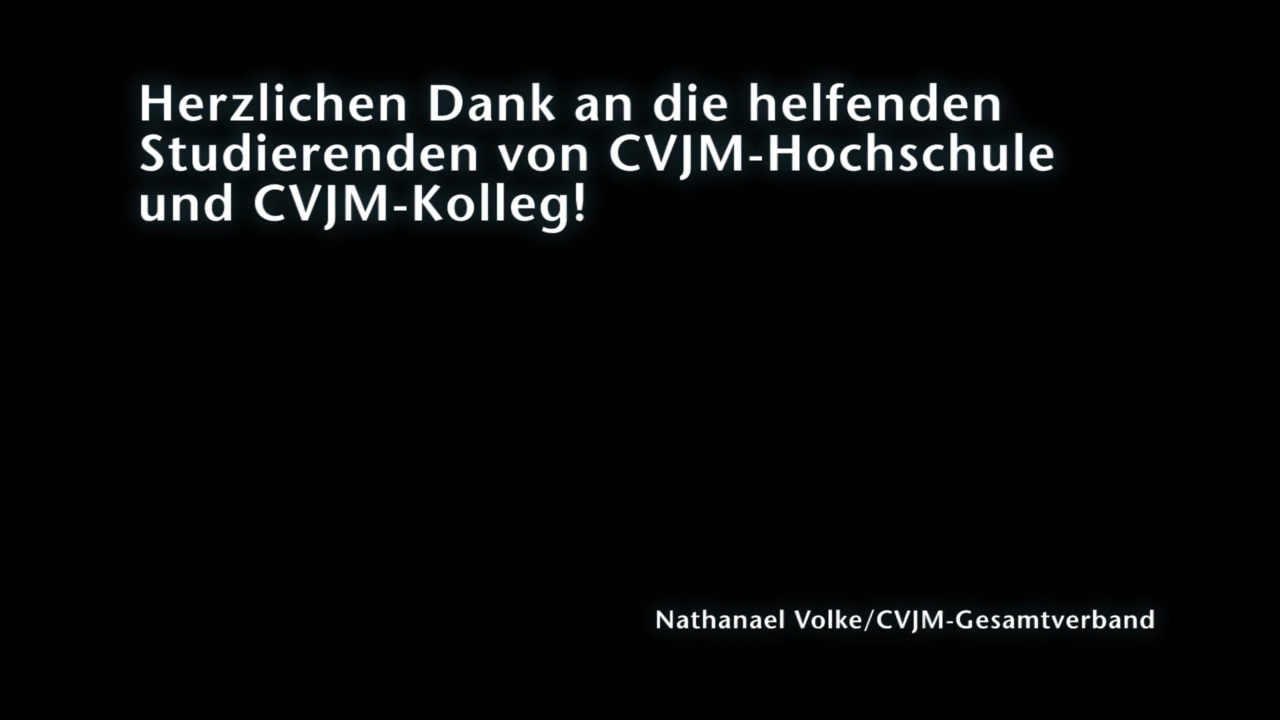 Herzlichen Dank an die helfenden
Studierenden von CVJM-Hochschule
und CVJM-Kolleg!
Nathanael Volke/CVJM-Gesamtverband